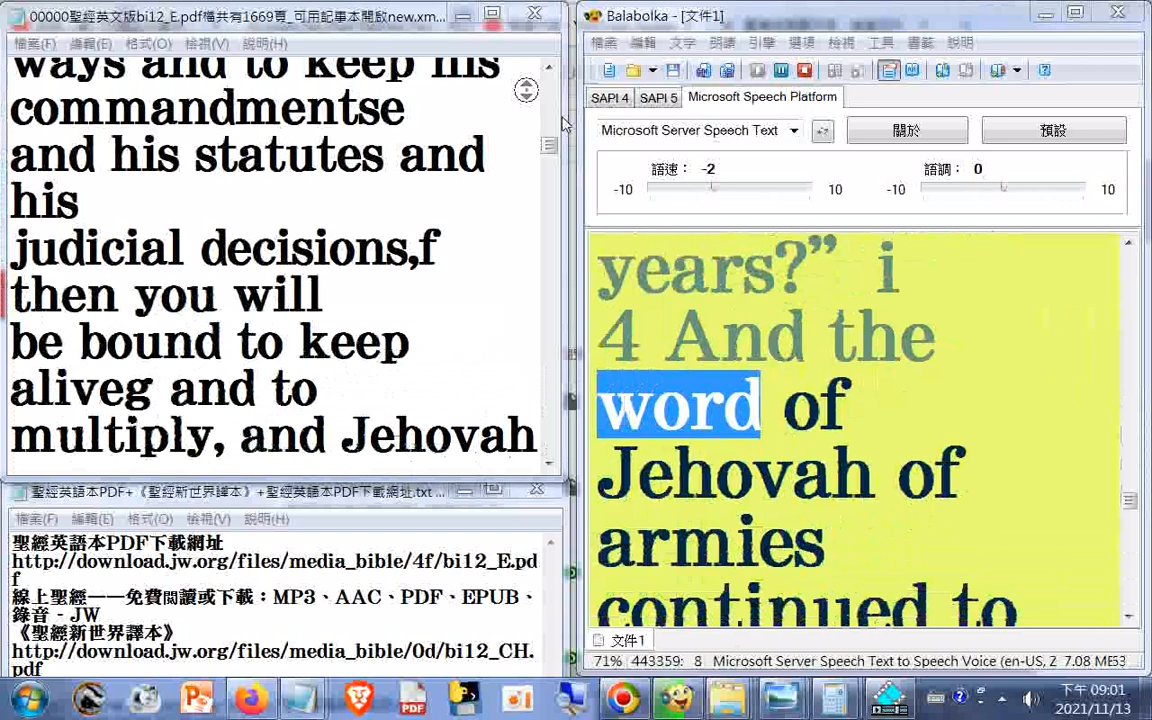 00000聖經英文版bi12_E.pdf檔共有1669頁_可用記事本開啟new.xm...
檔案(F) 編輯(E) 格式(O) 檢視(V) 說明(H)
ways and to keep his
commandmentse
and his statutes and
his
judicial decisions,f
then you will
be bound to keep
aliveg and to
multiply, and Jehovah
聖經英語本PDF+《聖經新世界譯本》+聖經英語本PDF下載網址.txt ...
檔案(F) 編輯(E) 格式(O) 檢視(V) 說明(H)
聖經英語本PDF下載網址
http://download.jw.org/files/media_bible/4f/bi12_E.pd
f
線上聖經——免費閱讀或下載：MP3、AAC、PDF、EPUB、
錄音 - JW
《聖經新世界譯本》
http://download.jw.org/files/media_bible/0d/bi12_CH.
pdf
Balabolka - [文件1]
檔案 編輯 文字 朗讀 引擎 選項 檢視 工具 書籤 說明
SAPI 4 SAPI 5 Microsoft Speech Platform
Microsoft Server Speech Text 關於 預設
語速： -2 語調： 0
-10 10 -10 10
years?” i
4 And the
word of
Jehovah of
armies
continued to
文件1
71% 443359: 8 Microsoft Server Speech Text to Speech Voice (en-US, Z 7.08 ME53
下午 09:01
2021/11/13